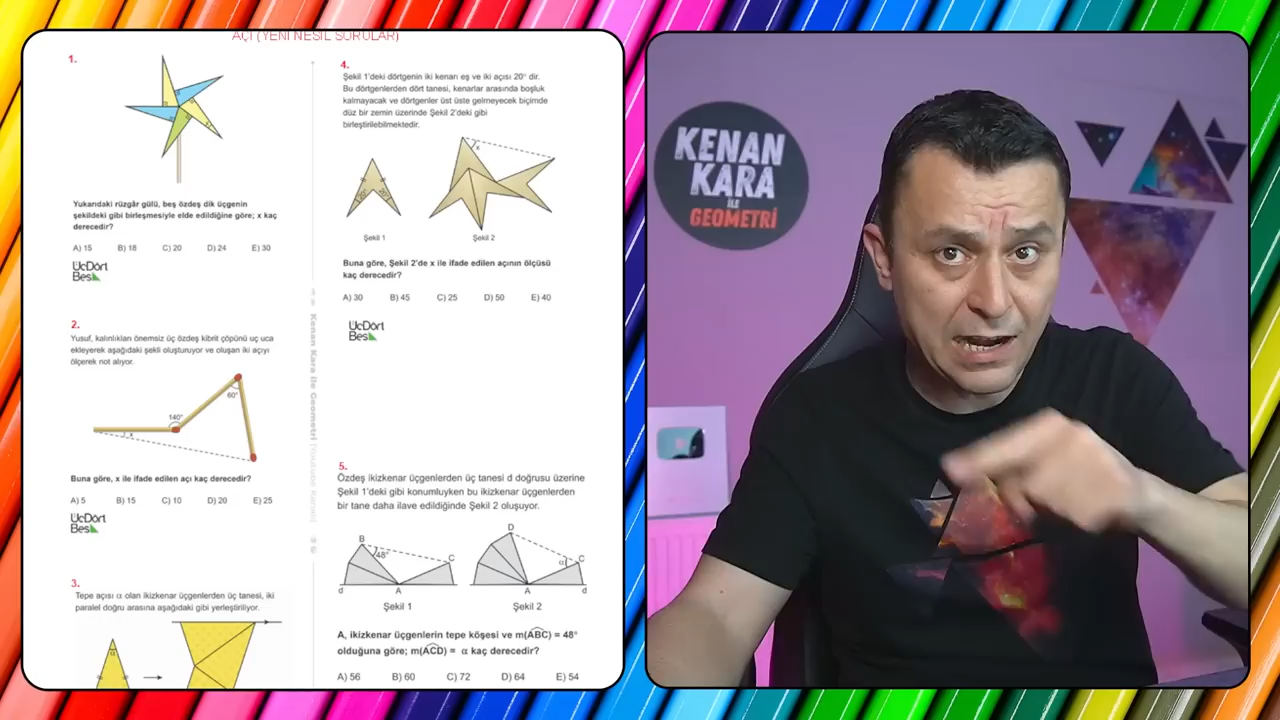 AÇI (YENİ NESİL SORULAR)
1.
Yukarıdaki rüzgâr gülü, beş özdeş dik üçgenin
şekildeki gibi birleşmesiyle elde edildiğine göre; x kaç
derecedir?
A) 15 B) 18 C) 20 D) 24 E) 30
ÜçDört
Beş
2.
Yusuf, kalınlıkları önemsiz üç özdeş kibrit çöpünü uç uca
ekleyerek aşağıdaki şekli oluşturuyor ve oluşan iki açıyı
ölçerek not alıyor.
60°
140°
x
Buna göre, x ile ifade edilen açı kaç derecedir?
A) 5 B) 15 C) 10 D) 20 E) 25
ÜçDört
Beş
3.
Tepe açısı α olan ikizkenar üçgenlerden üç tanesi, iki
paralel doğru arasına aşağıdaki gibi yerleştiriliyor.
α
Kenan Kara ile Geometri (Youtube Kanalı)
4.
Şekil 1'deki dörtgenin iki kenarı eş ve iki açısı 20° dir.
Bu dörtgenlerden dört tanesi, kenarlar arasında boşluk
kalmayacak ve dörtgenler üst üste gelmeyecek biçimde
düz bir zemin üzerinde Şekil 2'deki gibi
birleştirilebilmektedir.
x
20° 20°
Şekil 1 Şekil 2
Buna göre, Şekil 2'de x ile ifade edilen açının ölçüsü
kaç derecedir?
A) 30 B) 45 C) 25 D) 50 E) 40
ÜçDört
Beş
5.
Özdeş ikizkenar üçgenlerden üç tanesi d doğrusu üzerine
Şekil 1'deki gibi konumluyken bu ikizkenar üçgenlerden
bir tane daha ilave edildiğinde Şekil 2 oluşuyor.
B D
48° C α C
d A A d
Şekil 1 Şekil 2
A, ikizkenar üçgenlerin tepe köşesi ve m(ABC) = 48°
olduğuna göre; m(ACD) = α kaç derecedir?
A) 56 B) 60 C) 72 D) 64 E) 54
KENAN
KARA
İLE
GEOMETRİ